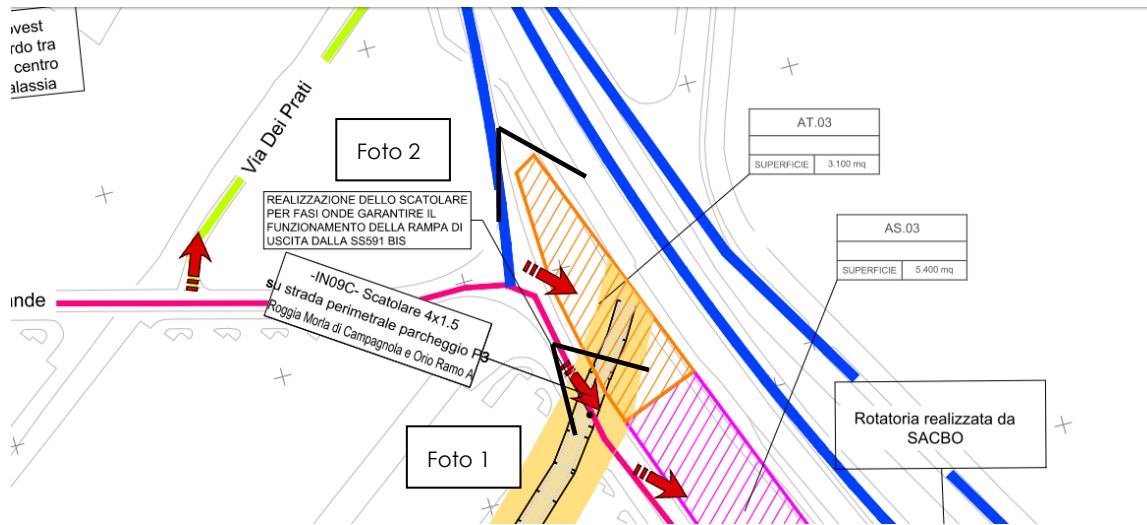 ovest
rdo tra
centro
alassia
Via Dei Prati
Foto 2
REALIZZAZIONE DELLO SCATOLARE
PER FASI ONDE GARANTIRE IL
FUNZIONAMENTO DELLA RAMPA DI
USCITA DALLA SS591 BIS
-IN09C- Scatolare 4x1.5
su strada perimetrale parcheggio P3
Roggia Morla di Campagnola e Orio Ramo A
ande
Foto 1
AT.03
SUPERFICIE 3.100 mq
AS.03
SUPERFICIE 5.400 mq
Rotatoria realizzata da
SACBO